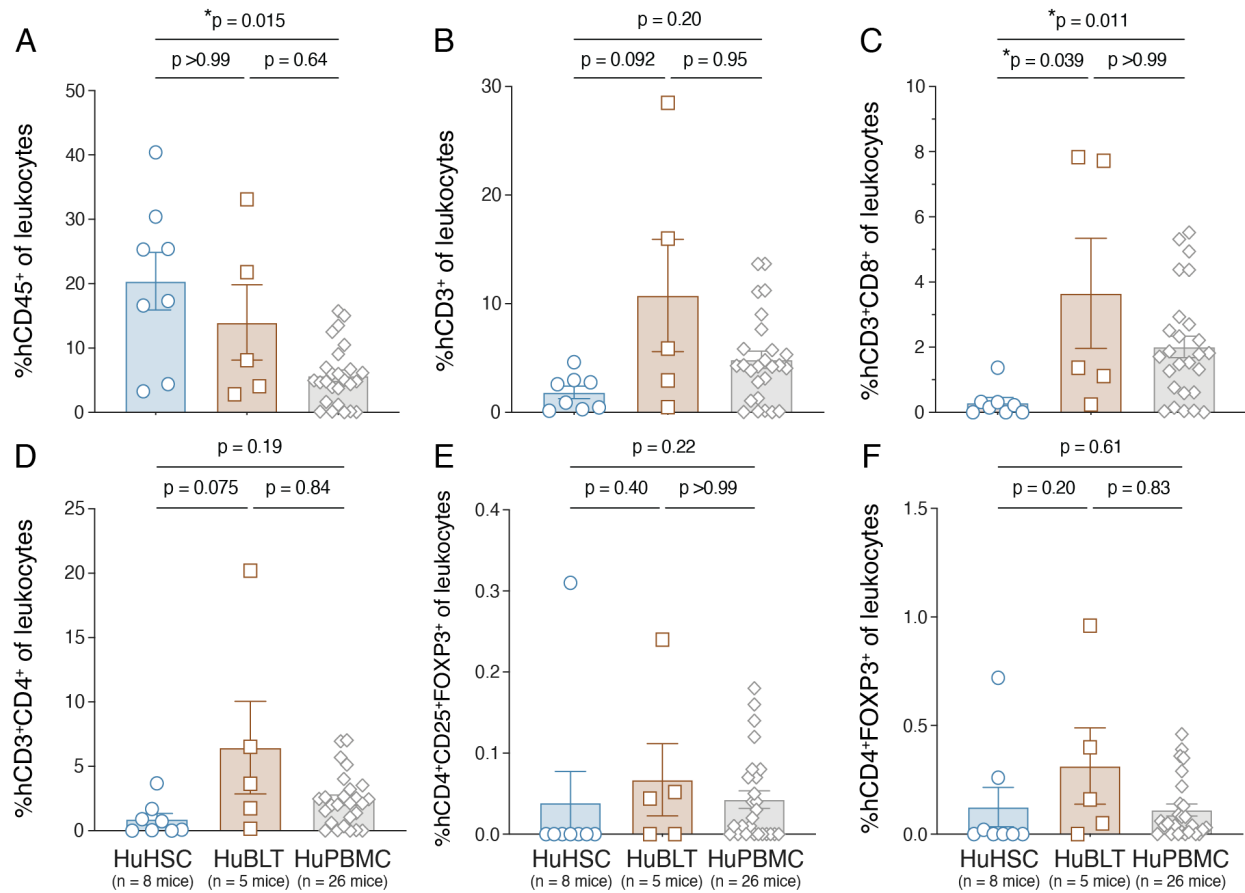 A
*p = 0.015
p >0.99
p = 0.64
%hCD45⁺ of leukocytes
50
40
30
20
10
0
B
p = 0.20
p = 0.092
p = 0.95
%hCD3⁺ of leukocytes
30
20
10
0
C
*p = 0.011
*p = 0.039
p >0.99
%hCD3⁺CD8⁺ of leukocytes
10
8
6
4
2
0
D
p = 0.19
p = 0.075
p = 0.84
%hCD3⁺CD4⁺ of leukocytes
25
20
15
10
5
0
HuHSC
(n = 8 mice)
HuBLT
(n = 5 mice)
HuPBMC
(n = 26 mice)
E
p = 0.22
p = 0.40
p >0.99
%hCD4⁺CD25⁺FOXP3⁺ of leukocytes
0.4
0.3
0.2
0.1
0.0
HuHSC
(n = 8 mice)
HuBLT
(n = 5 mice)
HuPBMC
(n = 26 mice)
F
p = 0.61
p = 0.20
p = 0.83
%hCD4⁺FOXP3⁺ of leukocytes
1.5
1.0
0.5
0.0
HuHSC
(n = 8 mice)
HuBLT
(n = 5 mice)
HuPBMC
(n = 26 mice)